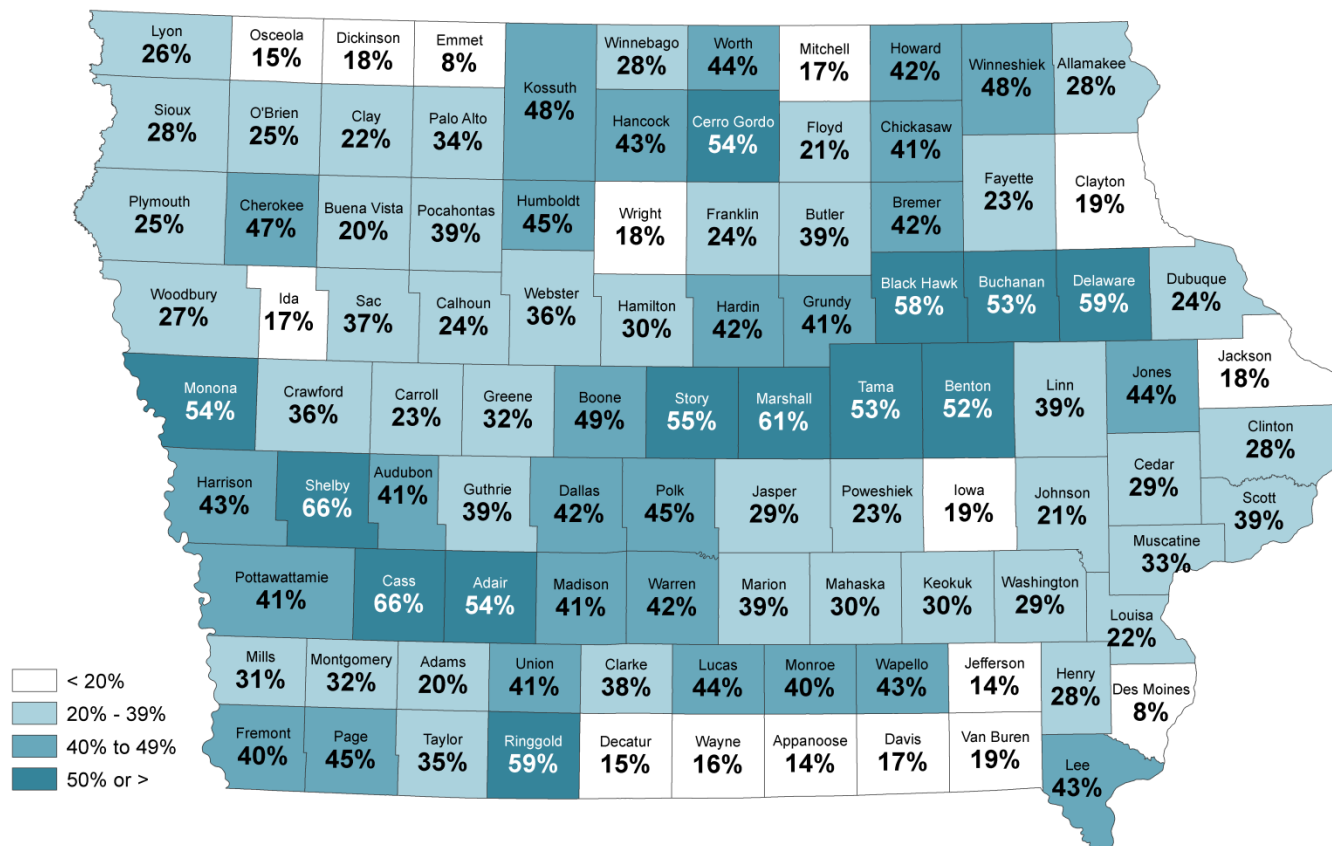 Lyon
26%
Osceola
15%
Dickinson
18%
Emmet
8%
Kossuth
48%
Winnebago
28%
Worth
44%
Mitchell
17%
Howard
42%
Winneshiek
48%
Allamakee
28%
Sioux
28%
O'Brien
25%
Clay
22%
Palo Alto
34%
Hancock
43%
Cerro Gordo
54%
Floyd
21%
Chickasaw
41%
Fayette
23%
Clayton
19%
Plymouth
25%
Cherokee
47%
Buena Vista
20%
Pocahontas
39%
Humboldt
45%
Wright
18%
Franklin
24%
Butler
39%
Bremer
42%
Woodbury
27%
Ida
17%
Sac
37%
Calhoun
24%
Webster
36%
Hamilton
30%
Hardin
42%
Grundy
41%
Black Hawk
58%
Buchanan
53%
Delaware
59%
Dubuque
24%
Monona
54%
Crawford
36%
Carroll
23%
Greene
32%
Boone
49%
Story
55%
Marshall
61%
Tama
53%
Benton
52%
Linn
39%
Jones
44%
Jackson
18%
Clinton
28%
Harrison
43%
Shelby
66%
Audubon
41%
Guthrie
39%
Dallas
42%
Polk
45%
Jasper
29%
Poweshiek
23%
Iowa
19%
Johnson
21%
Cedar
29%
Scott
39%
Muscatine
33%
Pottawattamie
41%
Cass
66%
Adair
54%
Madison
41%
Warren
42%
Marion
39%
Mahaska
30%
Keokuk
30%
Washington
29%
Louisa
22%
Mills
31%
Montgomery
32%
Adams
20%
Union
41%
Clarke
38%
Lucas
44%
Monroe
40%
Wapello
43%
Jefferson
14%
Henry
28%
Des Moines
8%
Fremont
40%
Page
45%
Taylor
35%
Ringgold
59%
Decatur
15%
Wayne
16%
Appanoose
14%
Davis
17%
Van Buren
19%
Lee
43%
< 20%
20% - 39%
40% to 49%
50% or >